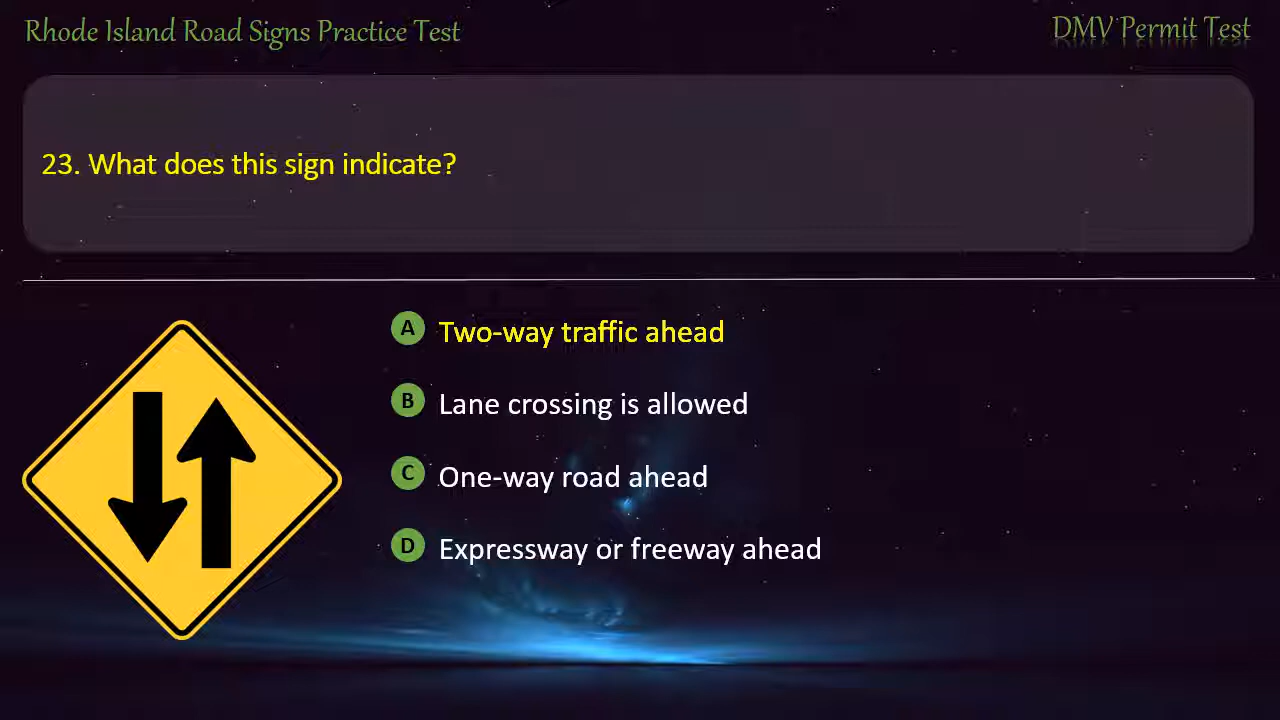 Rhode Island Road Signs Practice Test
DMV Permit Test
23. What does this sign indicate?
A Two-way traffic ahead
B Lane crossing is allowed
C One-way road ahead
D Expressway or freeway ahead